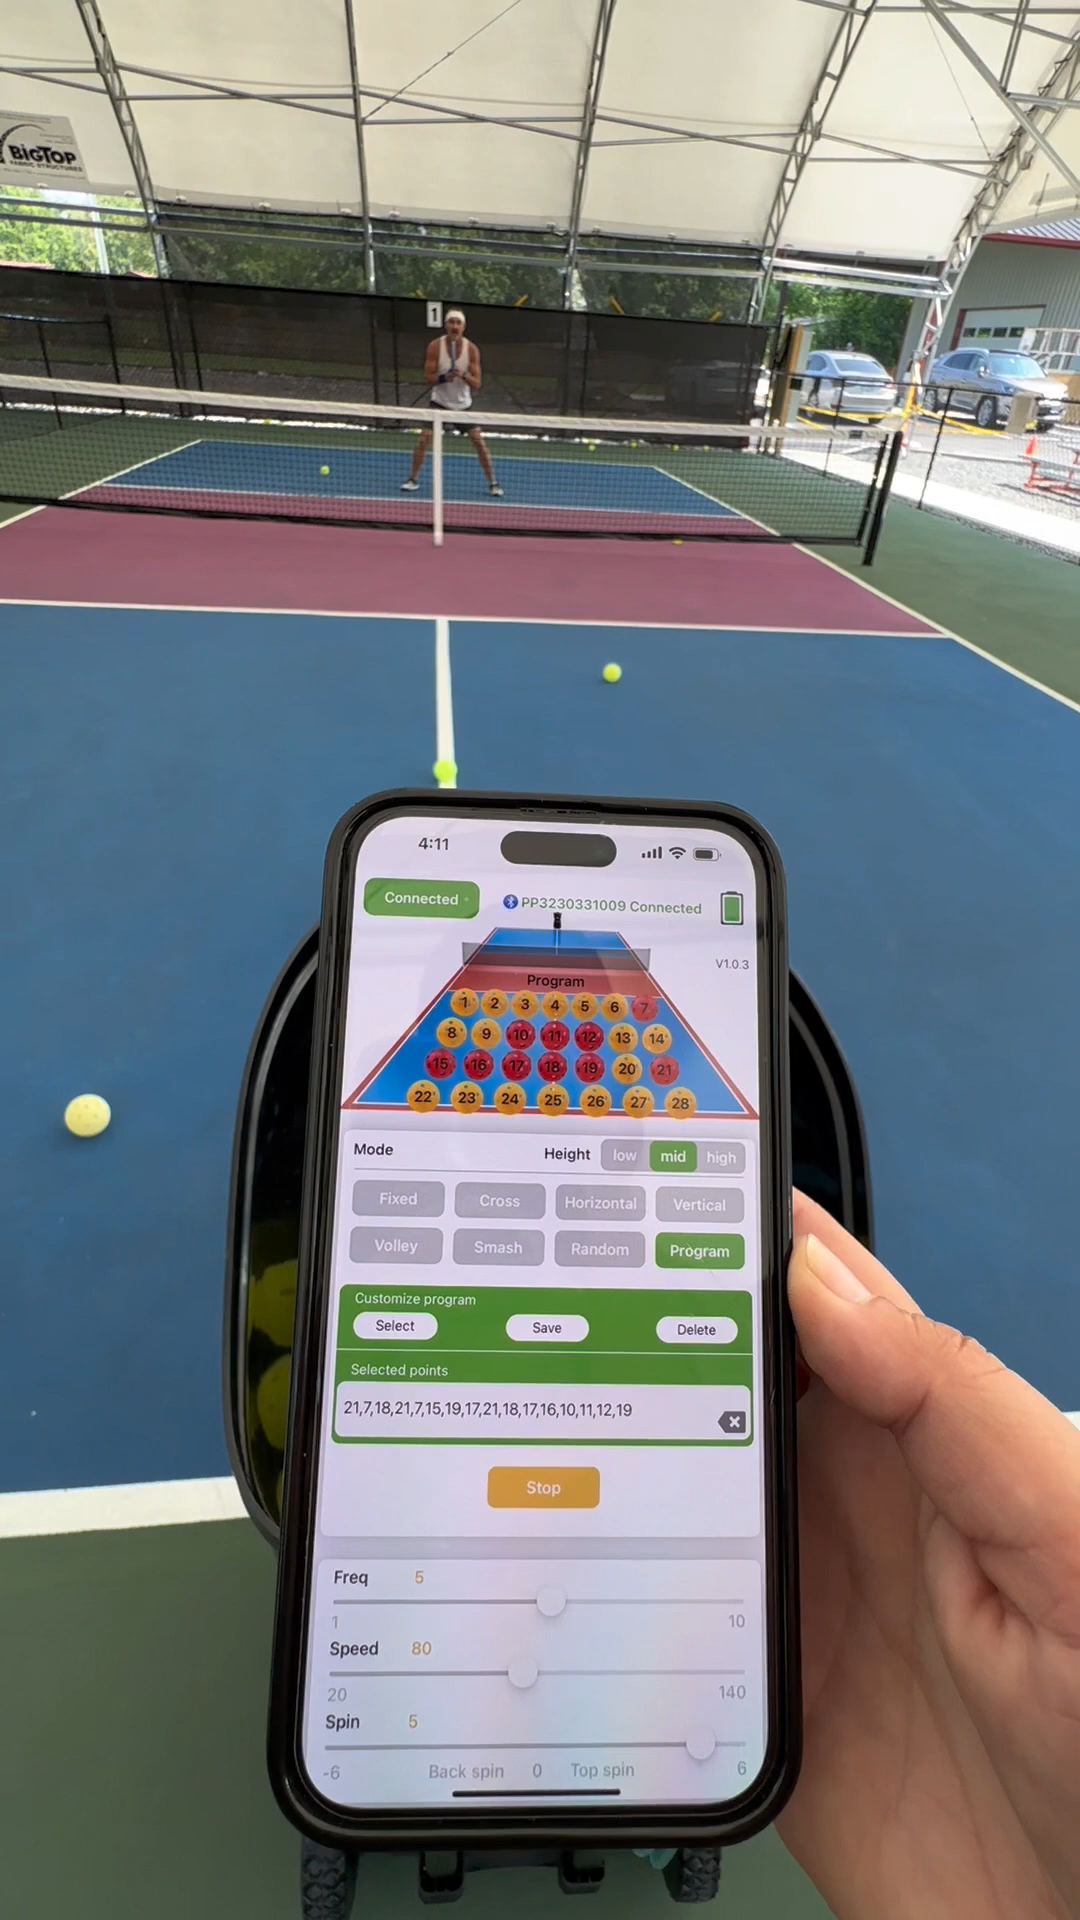 BIGTOP
FABRIC STRUCTURES
1
4:11
Connected
PP3230331009 Connected
V1.0.3
Program
1 2 3 4 5 6 7
8 9 10 11 12 13 14
15 16 17 18 19 20 21
22 23 24 25 26 27 28
Mode Height low mid high
Fixed Cross Horizontal Vertical
Volley Smash Random Program
Customize program
Select Save Delete
Selected points
21,7,18,21,7,15,19,17,21,18,17,16,10,11,12,19
Stop
Freq 5
1 10
Speed 80
20 140
Spin 5
-6 Back spin 0 Top spin 6